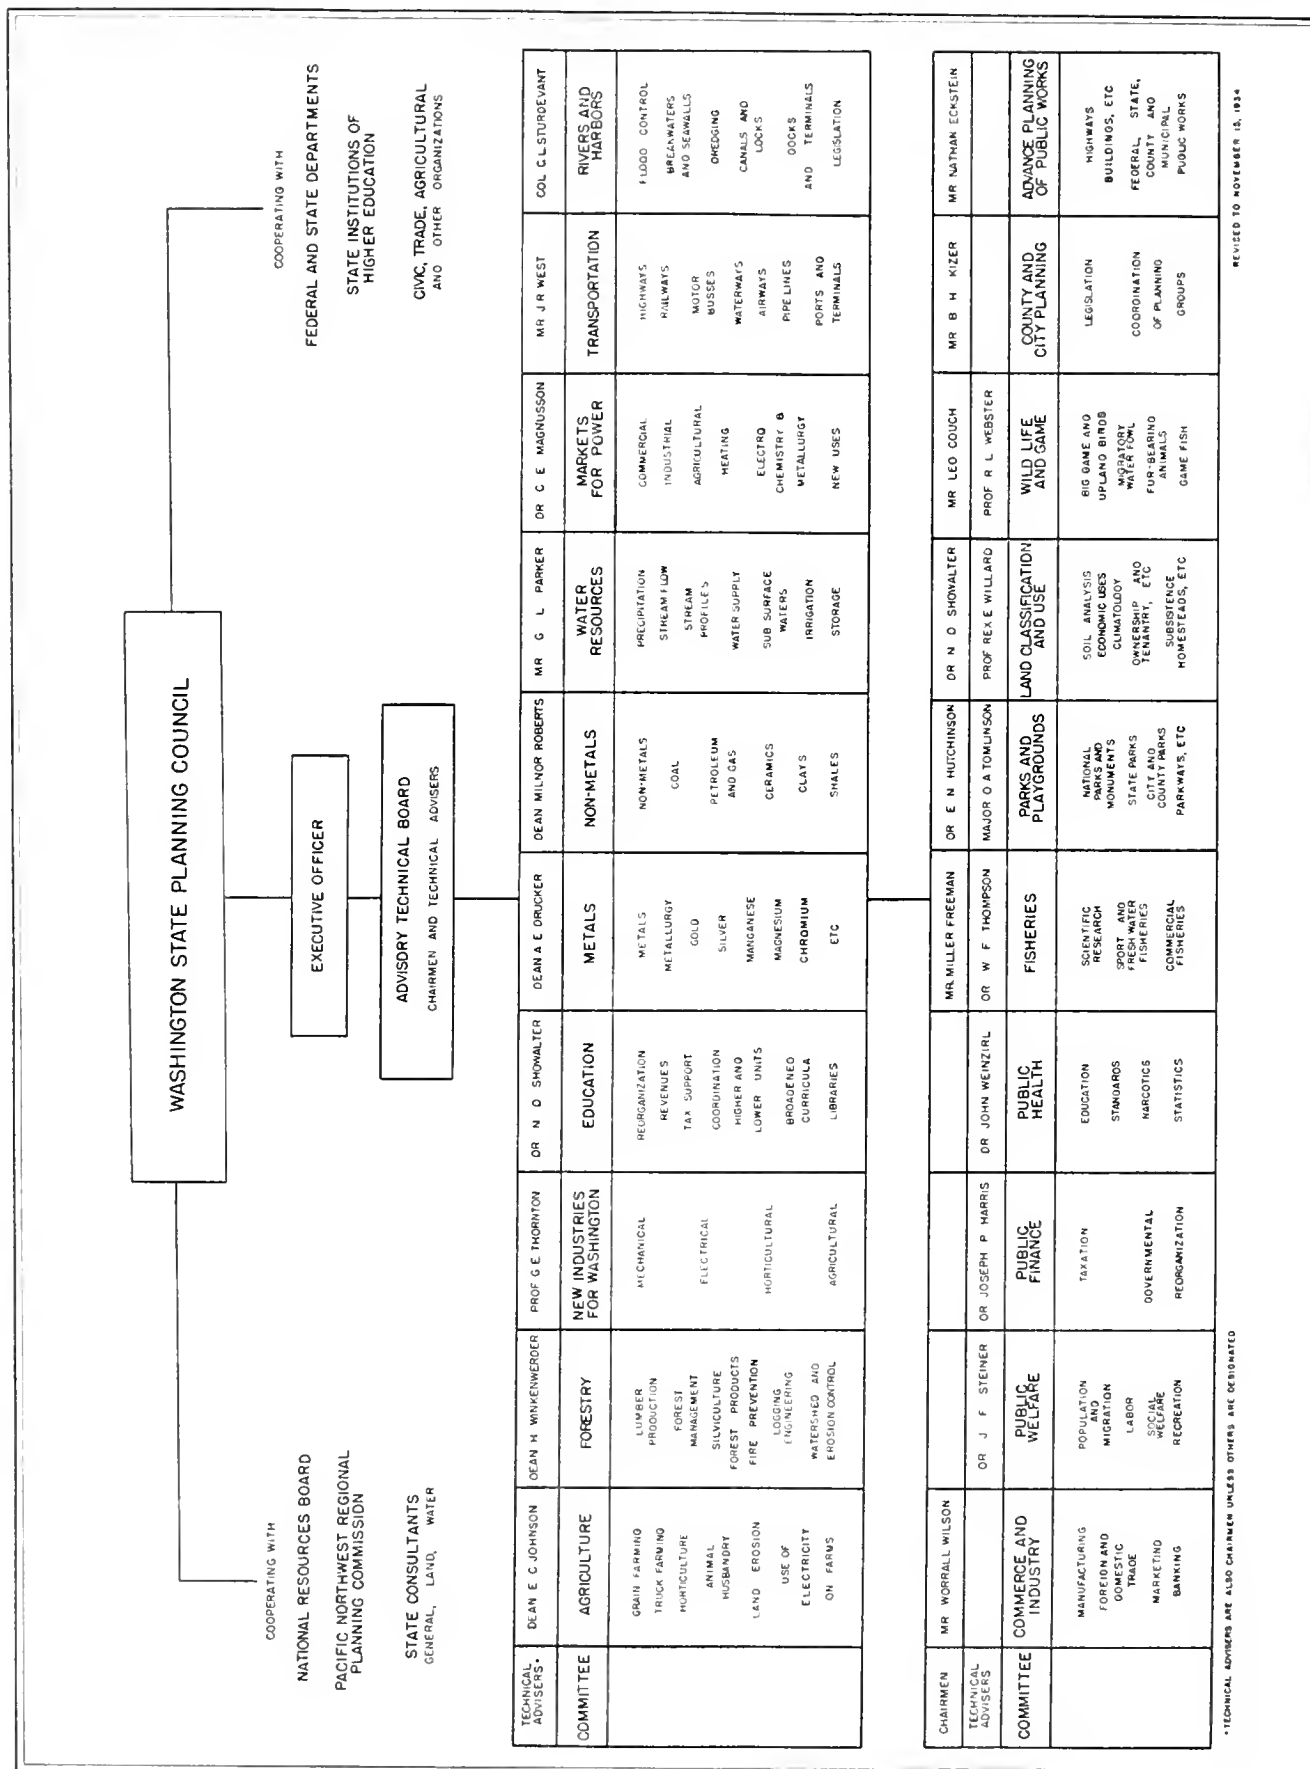 WASHINGTON STATE PLANNING COUNCIL
COOPERATING WITH
NATIONAL RESOURCES BOARD
PACIFIC NORTHWEST REGIONAL
PLANNING COMMISSION
STATE CONSULTANTS
GENERAL, LAND, WATER
EXECUTIVE OFFICER
ADVISORY TECHNICAL BOARD
CHAIRMEN AND TECHNICAL ADVISERS
COOPERATING WITH
FEDERAL AND STATE DEPARTMENTS
STATE INSTITUTIONS OF
HIGHER EDUCATION
CIVIC, TRADE, AGRICULTURAL
AND OTHER ORGANIZATIONS
TECHNICAL
ADVISERS*
COMMITTEE
DEAN E C JOHNSON
AGRICULTURE
GRAIN FARMING
TRUCK FARMING
HORTICULTURE
ANIMAL
HUSBANDRY
LAND EROSION
USE OF
ELECTRICITY
ON FARMS
DEAN H WINKENWERDER
FORESTRY
LUMBER
PRODUCTION
FOREST
MANAGEMENT
SILVICULTURE
FOREST PRODUCTS
FIRE PREVENTION
LOGGING
ENGINEERING
WATERSHED AND
EROSION CONTROL
PROF G E THORNTON
NEW INDUSTRIES
FOR WASHINGTON
MECHANICAL
ELECTRICAL
HORTICULTURAL
AGRICULTURAL
DR N D SHOWALTER
EDUCATION
REORGANIZATION
REVENUES
TAX SUPPORT
COORDINATION
HIGHER AND
LOWER UNITS
BROADENED
CURRICULA
LIBRARIES
DEAN A E DRUCKER
METALS
METALS
METALLURGY
GOLD
SILVER
MANGANESE
MAGNESIUM
CHROMIUM
ETC
DEAN MILNOR ROBERTS
NON-METALS
NON-METALS
COAL
PETROLEUM
AND GAS
CERAMICS
CLAYS
SHALES
MR G L PARKER
WATER
RESOURCES
PRECIPITATION
STREAM FLOW
STREAM
PROFILES
WATER SUPPLY
SUB SURFACE
WATERS
IRRIGATION
STORAGE
DR C E MAGNUSSON
MARKETS
FOR POWER
COMMERCIAL
INDUSTRIAL
AGRICULTURAL
HEATING
ELECTRO
CHEMISTRY &
METALLURGY
NEW USES
MR J R WEST
TRANSPORTATION
HIGHWAYS
RAILWAYS
MOTOR
BUSSES
WATERWAYS
AIRWAYS
PIPE LINES
PORTS AND
TERMINALS
COL C.L.STURDEVANT
RIVERS AND
HARBORS
FLOOD CONTROL
BREAKWATERS
AND SEAWALLS
DREDGING
CANALS AND
LOCKS
DOCKS
AND TERMINALS
LEGISLATION
CHAIRMEN
TECHNICAL
ADVISERS
COMMITTEE
MR WORRALL WILSON
COMMERCE AND
INDUSTRY
MANUFACTURING
FOREIGN AND
DOMESTIC
TRADE
MARKETING
BANKING
DR J F STEINER
PUBLIC
WELFARE
POPULATION
AND
MIGRATION
LABOR
SOCIAL
WELFARE
RECREATION
DR JOSEPH P HARRIS
PUBLIC
FINANCE
TAXATION
GOVERNMENTAL
REORGANIZATION
DR JOHN WEINZIRL
PUBLIC
HEALTH
EDUCATION
STANDARDS
NARCOTICS
STATISTICS
MR. MILLER FREEMAN
DR W F THOMPSON
FISHERIES
SCIENTIFIC
RESEARCH
SPORT AND
FRESH WATER
FISHERIES
COMMERCIAL
FISHERIES
DR E N HUTCHINSON
MAJOR O A TOMLINSON
PARKS AND
PLAYGROUNDS
NATIONAL
PARKS AND
MONUMENTS
STATE PARKS
CITY AND
COUNTY PARKS
PARKWAYS, ETC
DR N D SHOWALTER
PROF REX E WILLARD
LAND CLASSIFICATION
AND USE
SOIL ANALYSIS
ECONOMIC USES
CLIMATOLOGY
OWNERSHIP AND
TENANTRY, ETC
SUBSISTENCE
HOMESTEADS, ETC
MR LEO COUCH
PROF R L WEBSTER
WILD LIFE
AND GAME
BIG GAME AND
UPLAND BIRDS
MIGRATORY
WATER FOWL
FUR-BEARING
ANIMALS
GAME FISH
MR B H KIZER
COUNTY AND
CITY PLANNING
LEGISLATION
COORDINATION
OF PLANNING
GROUPS
MR NATHAN ECKSTEIN
ADVANCE PLANNING
OF PUBLIC WORKS
HIGHWAYS
BUILDINGS, ETC
FEDERAL, STATE,
COUNTY AND
MUNICIPAL
PUBLIC WORKS
* TECHNICAL ADVISERS ARE ALSO CHAIRMEN UNLESS OTHERS ARE DESIGNATED
REVISED TO NOVEMBER 15, 1934